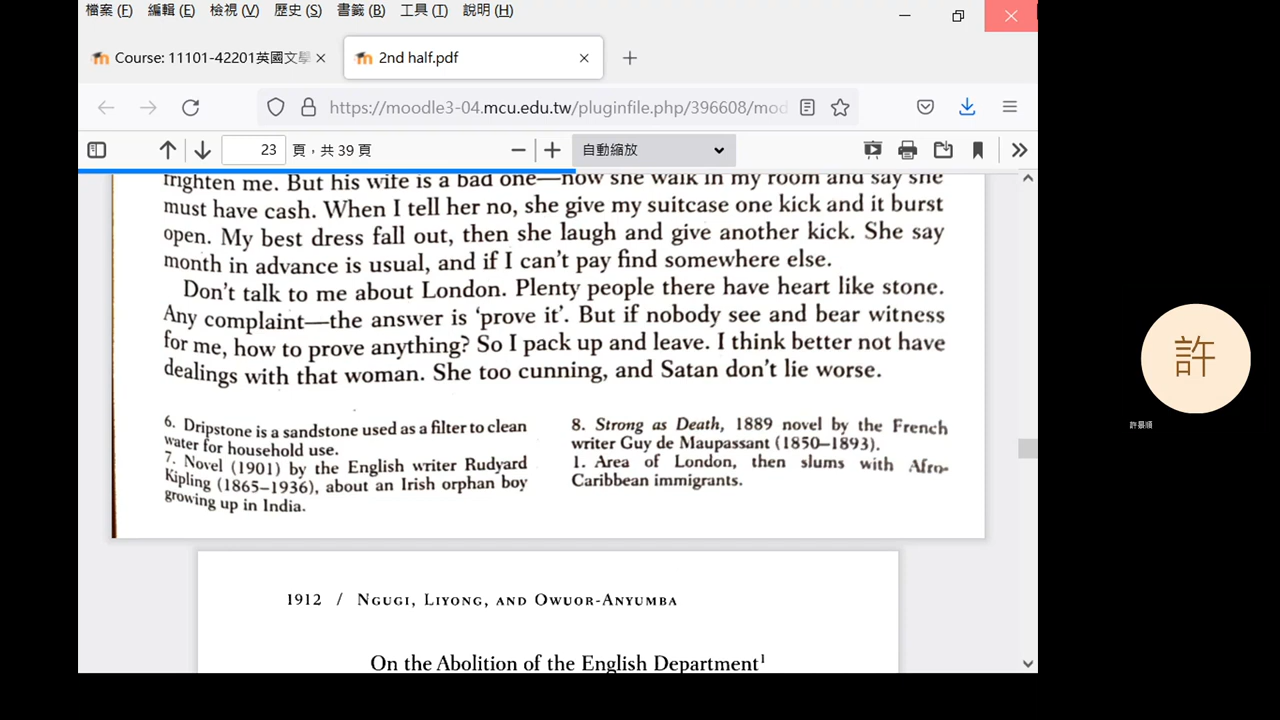 檔案 (F) 編輯 (E) 檢視 (V) 歷史 (S) 書籤 (B) 工具 (T) 說明 (H)
Course: 11101-42201英國文學
2nd half.pdf
https://moodle3-04.mcu.edu.tw/pluginfile.php/396608/mod
23 頁，共 39 頁
自動縮放
frighten me. But his wife is a bad one—now she walk in my room and say she
must have cash. When I tell her no, she give my suitcase one kick and it burst
open. My best dress fall out, then she laugh and give another kick. She say
month in advance is usual, and if I can't pay find somewhere else.
Don't talk to me about London. Plenty people there have heart like stone.
Any complaint—the answer is 'prove it'. But if nobody see and bear witness
for me, how to prove anything? So I pack up and leave. I think better not have
dealings with that woman. She too cunning, and Satan don't lie worse.
6. Dripstone is a sandstone used as a filter to clean
water for household use.
7. Novel (1901) by the English writer Rudyard
Kipling (1865–1936), about an Irish orphan boy
growing up in India.
8. Strong as Death, 1889 novel by the French
writer Guy de Maupassant (1850–1893).
1. Area of London, then slums with Afro-
Caribbean immigrants.
1912 / NGUGI, LIYONG, AND OWUOR-ANYUMBA
On the Abolition of the English Department¹
許
許景順